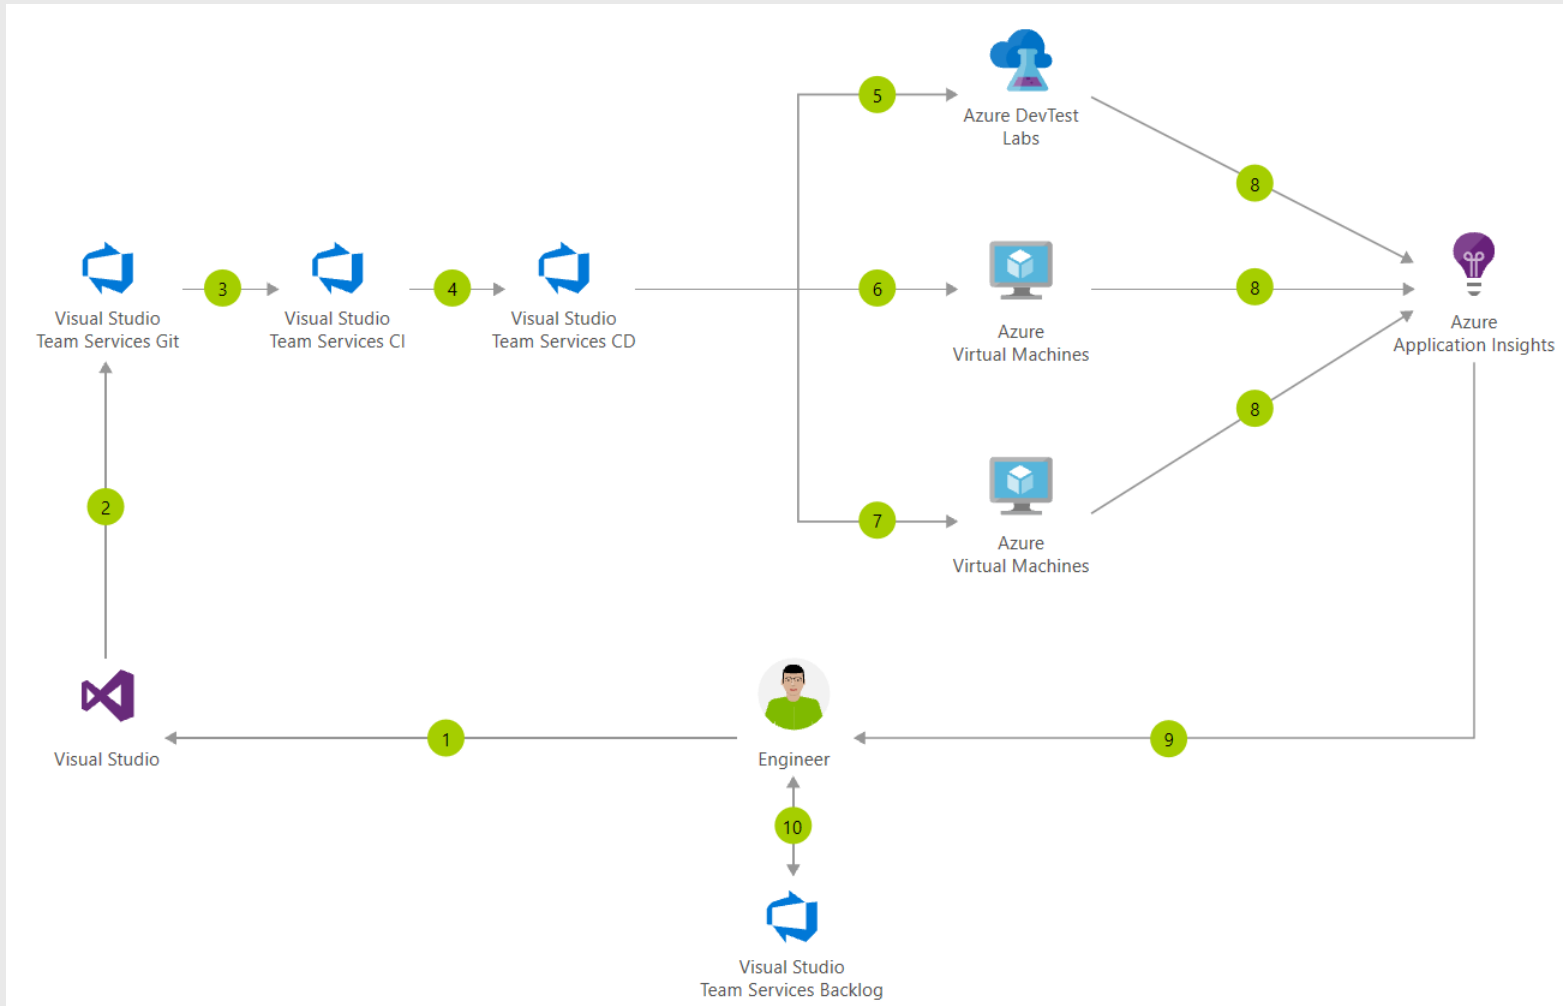 5
Azure DevTest
Labs
8
3
4
6
8
Visual Studio
Team Services Git
Visual Studio
Team Services CI
Visual Studio
Team Services CD
Azure
Virtual Machines
Azure
Application Insights
8
2
7
Azure
Virtual Machines
1
9
Visual Studio
Engineer
10
Visual Studio
Team Services Backlog